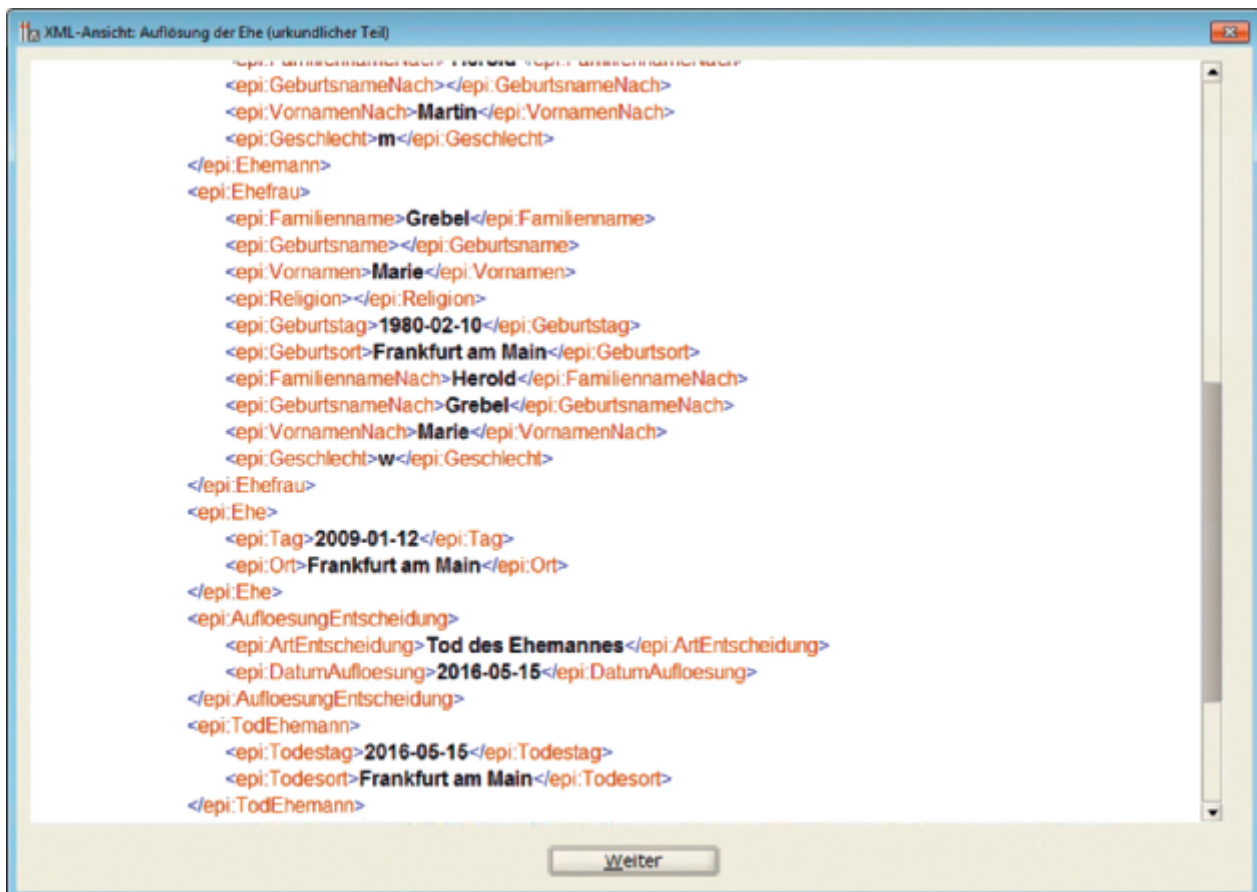 XML-Ansicht: Auflösung der Ehe (urkundlicher Teil)
<epi:FamiliennameNach>Herold</epi:FamiliennameNach>
<epi:GeburtsnameNach></epi:GeburtsnameNach>
<epi:VornamenNach>Martin</epi:VornamenNach>
<epi:Geschlecht>m</epi:Geschlecht>
</epi:Ehemann>
<epi:Ehefrau>
<epi:Familienname>Grebel</epi:Familienname>
<epi:Geburtsname></epi:Geburtsname>
<epi:Vornamen>Marie</epi:Vornamen>
<epi:Religion></epi:Religion>
<epi:Geburtstag>1980-02-10</epi:Geburtstag>
<epi:Geburtsort>Frankfurt am Main</epi:Geburtsort>
<epi:FamiliennameNach>Herold</epi:FamiliennameNach>
<epi:GeburtsnameNach>Grebel</epi:GeburtsnameNach>
<epi:VornamenNach>Marie</epi:VornamenNach>
<epi:Geschlecht>w</epi:Geschlecht>
</epi:Ehefrau>
<epi:Ehe>
<epi:Tag>2009-01-12</epi:Tag>
<epi:Ort>Frankfurt am Main</epi:Ort>
</epi:Ehe>
<epi:AufloesungEntscheidung>
<epi:ArtEntscheidung>Tod des Ehemannes</epi:ArtEntscheidung>
<epi:DatumAufloesung>2016-05-15</epi:DatumAufloesung>
</epi:AufloesungEntscheidung>
<epi:TodEhemann>
<epi:Todestag>2016-05-15</epi:Todestag>
<epi:Todesort>Frankfurt am Main</epi:Todesort>
</epi:TodEhemann>
Weiter